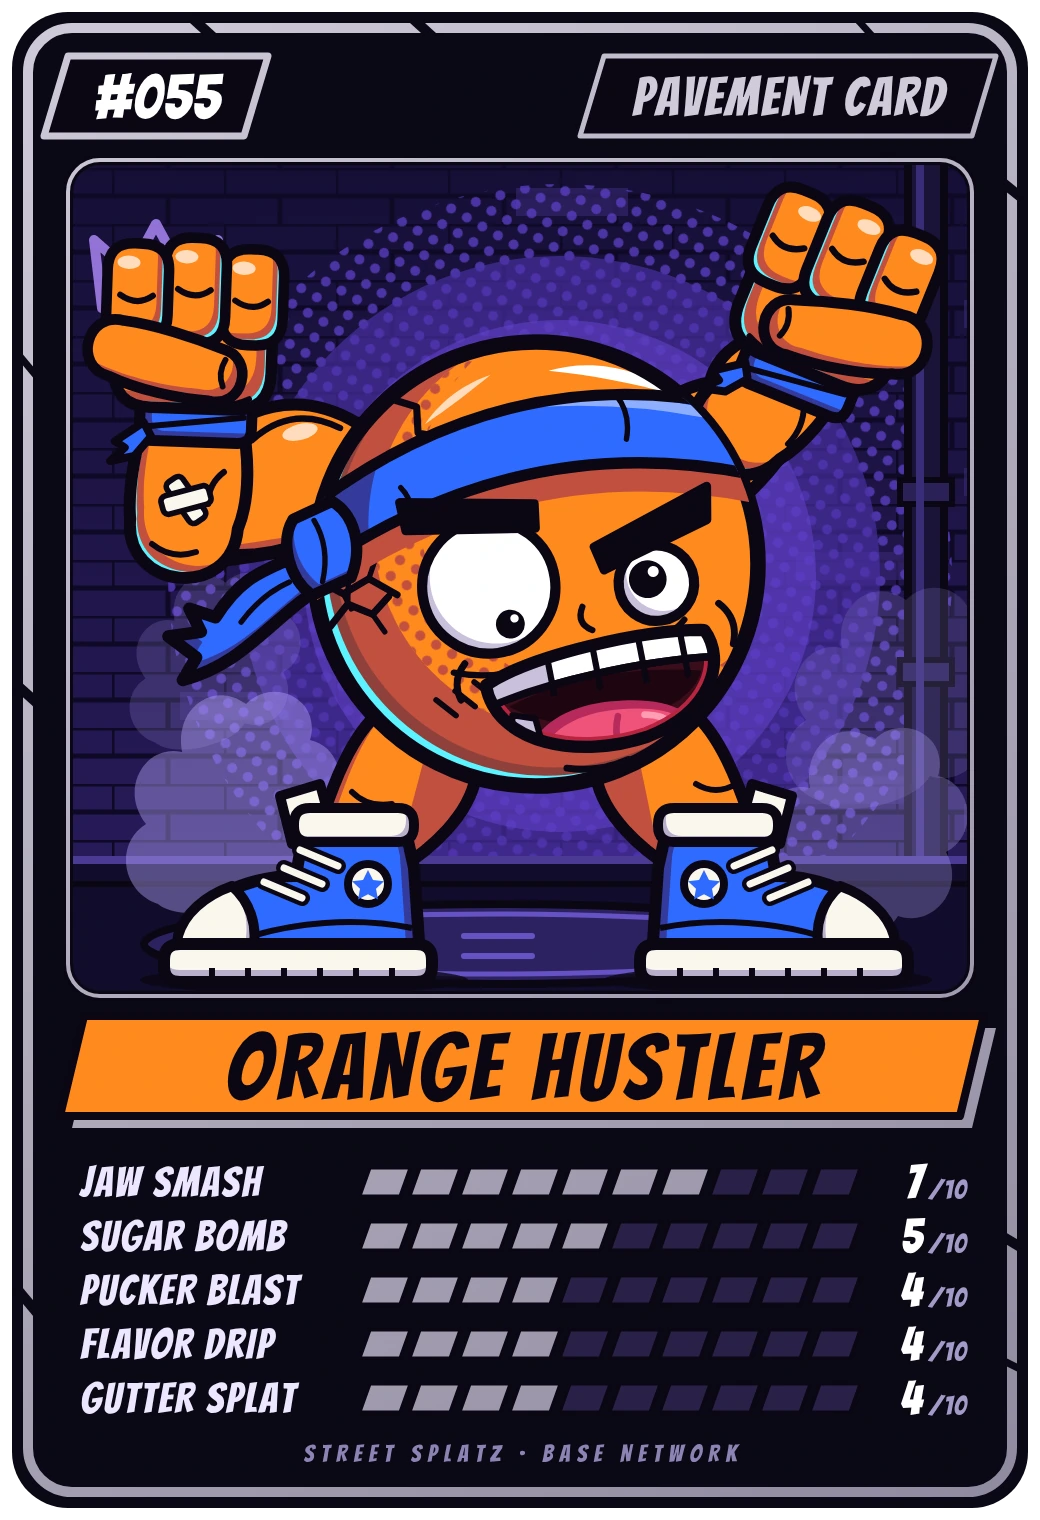 #055
PAVEMENT CARD
ORANGE HUSTLER
JAW SMASH 7/10
SUGAR BOMB 5/10
PUCKER BLAST 4/10
FLAVOR DRIP 4/10
GUTTER SPLAT 4/10
STREET SPLATZ · BASE NETWORK